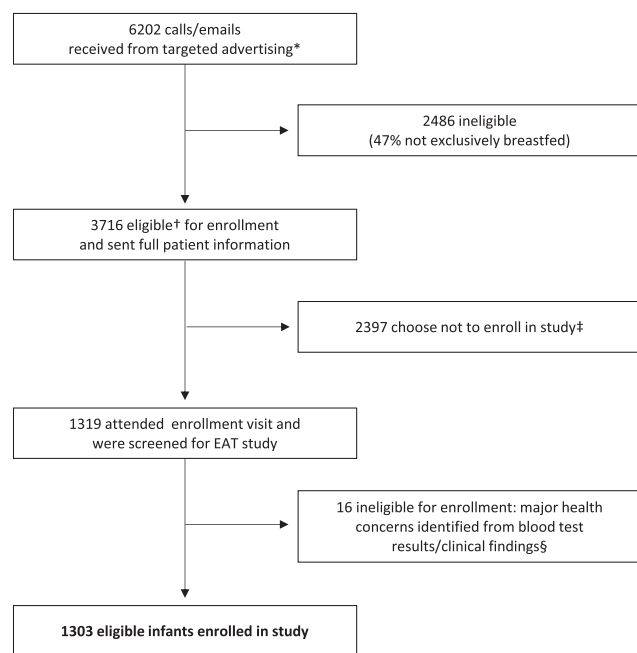 6202 calls/emails
received from targeted advertising*
2486 ineligible
(47% not exclusively breastfed)
3716 eligible† for enrollment
and sent full patient information
2397 choose not to enroll in study‡
1319 attended enrollment visit and
were screened for EAT study
16 ineligible for enrollment: major health
concerns identified from blood test
results/clinical findings§
1303 eligible infants enrolled in study